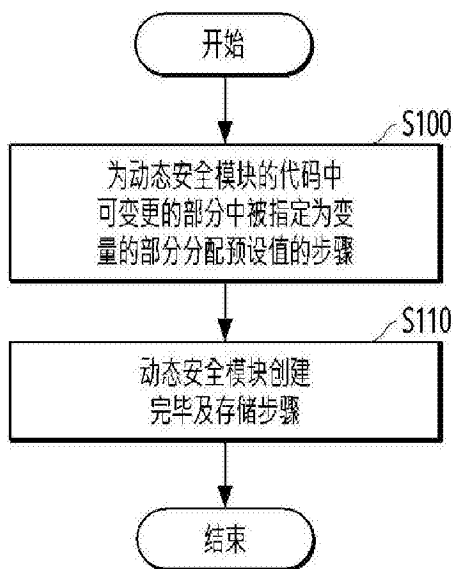 开始
S100
为动态安全模块的代码中
可变更的部分中被指定为变
量的部分分配预设值的步骤
S110
动态安全模块创建
完毕及存储步骤
结束